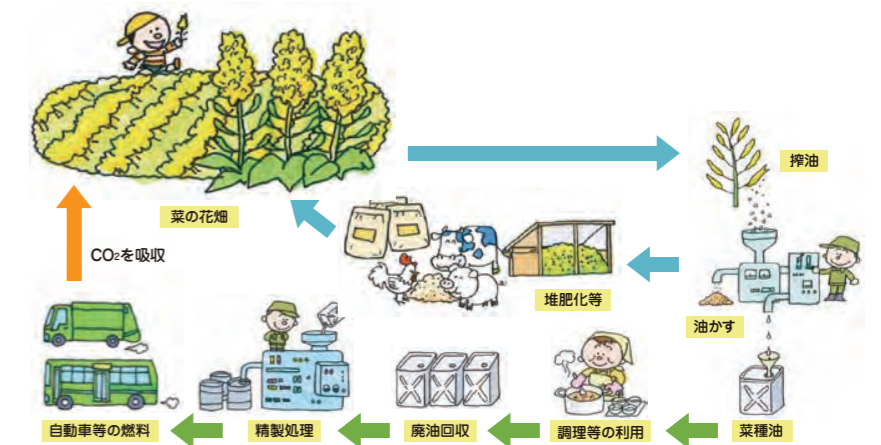 菜の花畑
搾油
CO2を吸収
堆肥化等
油かす
自動車等の燃料
精製処理
廃油回収
調理等の利用
菜種油